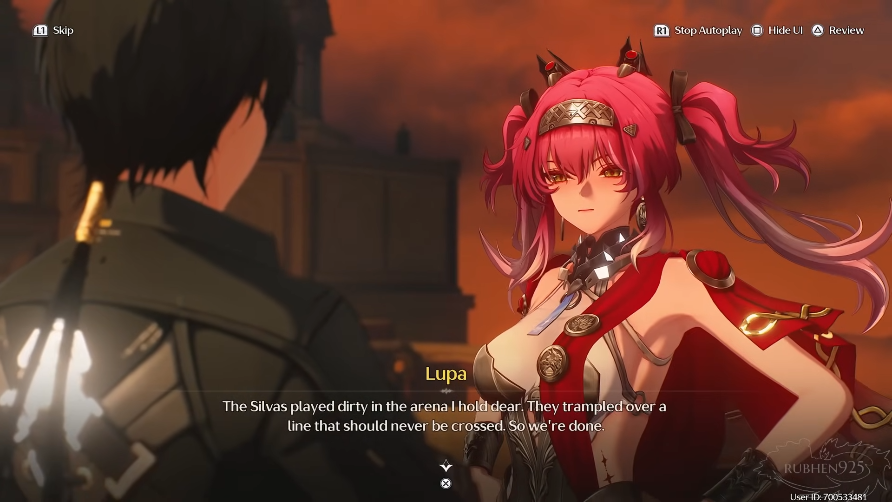 L1 Skip
R1 Stop Autoplay Hide UI Review
Lupa
The Silvas played dirty in the arena I hold dear. They trampled over a
line that should never be crossed. So we're done.
RUBHEN925
User ID: 700533481